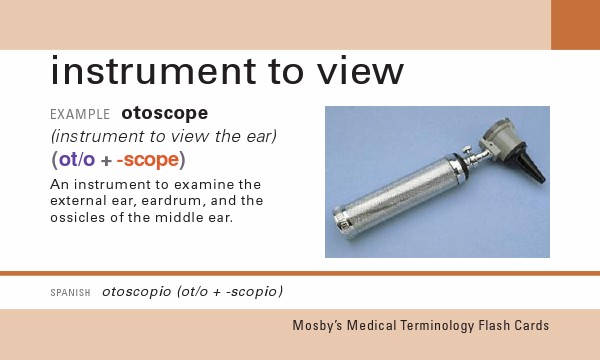 instrument to view
EXAMPLE otoscope
(instrument to view the ear)
(ot/o + -scope)
An instrument to examine the
external ear, eardrum, and the
ossicles of the middle ear.
SPANISH otoscopio (ot/o + -scopio)
Mosby's Medical Terminology Flash Cards